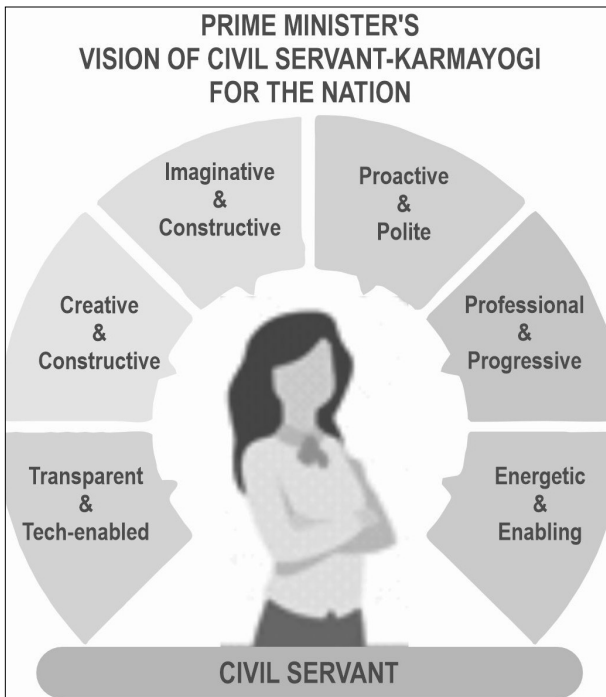 PRIME MINISTER'S
VISION OF CIVIL SERVANT-KARMAYOGI
FOR THE NATION
Imaginative
&
Constructive
Proactive
&
Polite
Creative
&
Constructive
Professional
&
Progressive
Transparent
&
Tech-enabled
Energetic
&
Enabling
CIVIL SERVANT